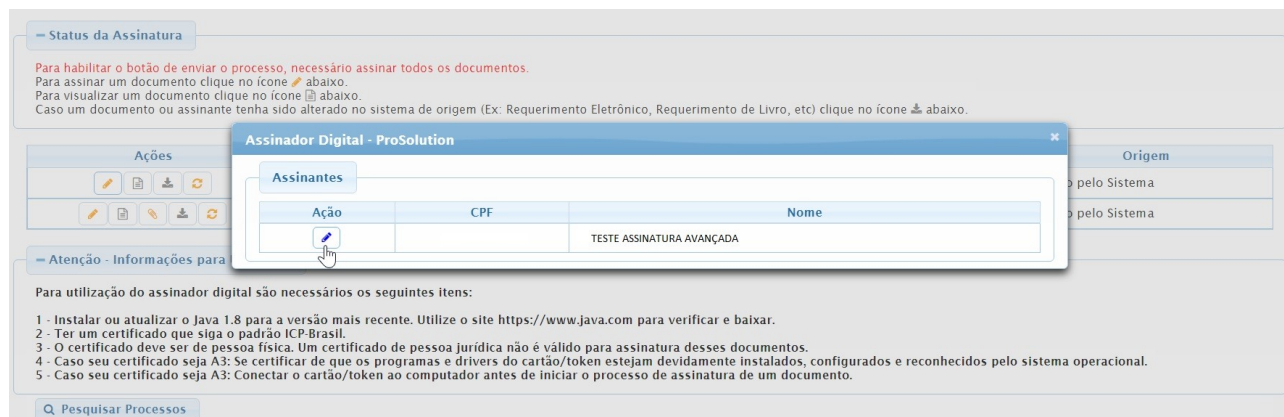 Status da Assinatura
Para habilitar o botão de enviar o processo, necessário assinar todos os documentos.
Para assinar um documento clique no ícone abaixo.
Para visualizar um documento clique no ícone abaixo.
Caso um documento ou assinante tenha sido alterado no sistema de origem (Ex: Requerimento Eletrônico, Requerimento de Livro, etc) clique no ícone abaixo.
Assinador Digital - ProSolution
Ações
Origem
Assinantes
o pelo Sistema
Ação CPF Nome
o pelo Sistema
TESTE ASSINATURA AVANÇADA
Atenção - Informações para
Para utilização do assinador digital são necessários os seguintes itens:
1 - Instalar ou atualizar o Java 1.8 para a versão mais recente. Utilize o site https://www.java.com para verificar e baixar.
2 - Ter um certificado que siga o padrão ICP-Brasil.
3 - O certificado deve ser de pessoa física. Um certificado de pessoa jurídica não é válido para assinatura desses documentos.
4 - Caso seu certificado seja A3: Se certificar de que os programas e drivers do cartão/token estejam devidamente instalados, configurados e reconhecidos pelo sistema operacional.
5 - Caso seu certificado seja A3: Conectar o cartão/token ao computador antes de iniciar o processo de assinatura de um documento.
Pesquisar Processos